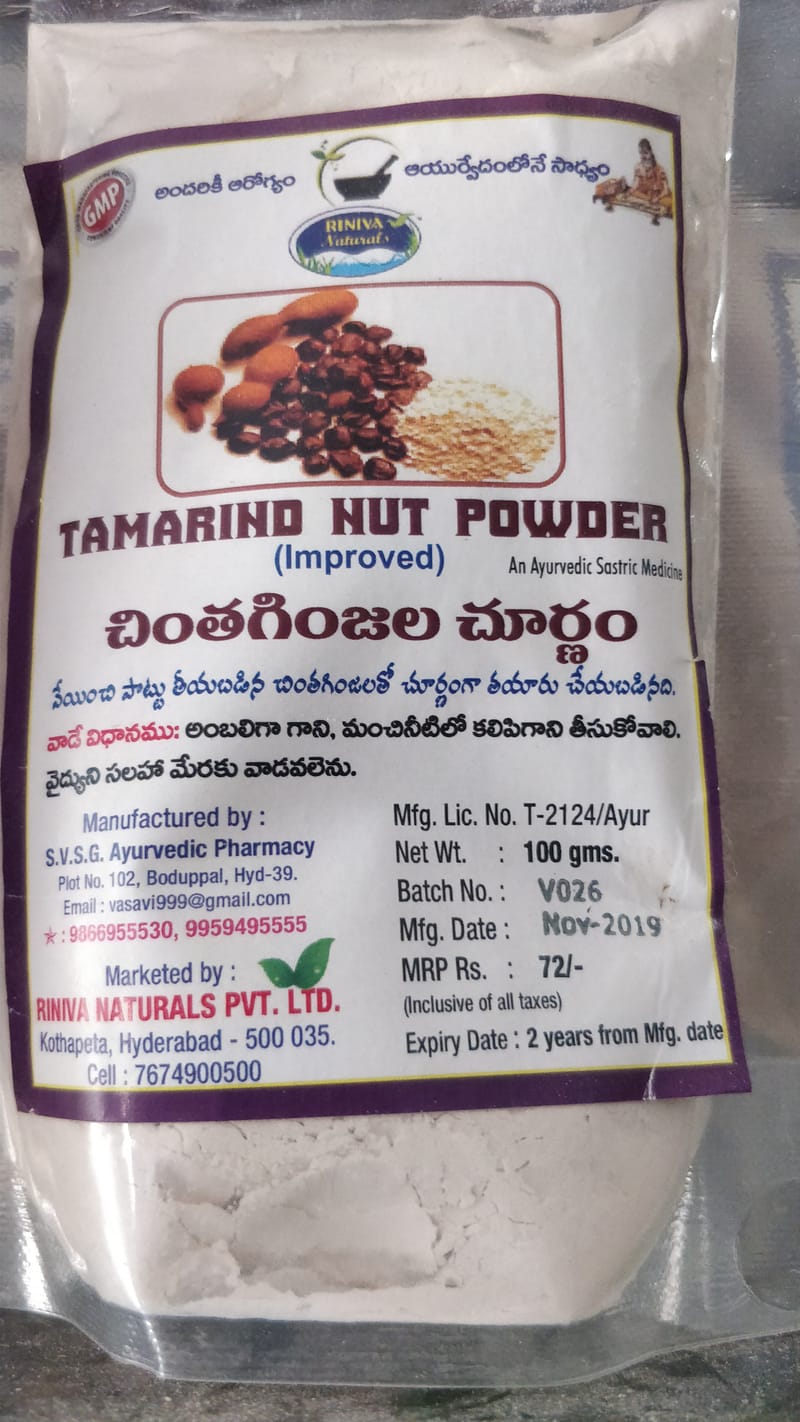 GMP
అందరికీ ఆరోగ్యం
ఆయుర్వేదంలోనే సాధ్యం
RINIVA
Naturals
TAMARIND NUT POWDER
(Improved)
An Ayurvedic Sastric Medicine
చింతగింజల చూర్ణం
వేయించి పొట్టు తీయబడిన చింతగింజలతో చూర్ణంగా తయారు చేయబడినది.
వాడే విధానము: అంబలిగా గాని, మంచినీటిలో కలిపిగాని తీసుకోవాలి.
వైద్యుని సలహా మేరకు వాడవలెను.
Manufactured by :
S.V.S.G. Ayurvedic Pharmacy
Plot No. 102, Boduppal, Hyd-39.
Email : vasavi999@gmail.com
: 9866955530, 9959495555
Marketed by :
RINIVA NATURALS PVT. LTD.
Kothapeta, Hyderabad - 500 035.
Cell : 7674900500
Mfg. Lic. No. T-2124/Ayur
Net Wt. : 100 gms.
Batch No. : V026
Mfg. Date : Nov-2019
MRP Rs. : 72/-
(Inclusive of all taxes)
Expiry Date : 2 years from Mfg. date